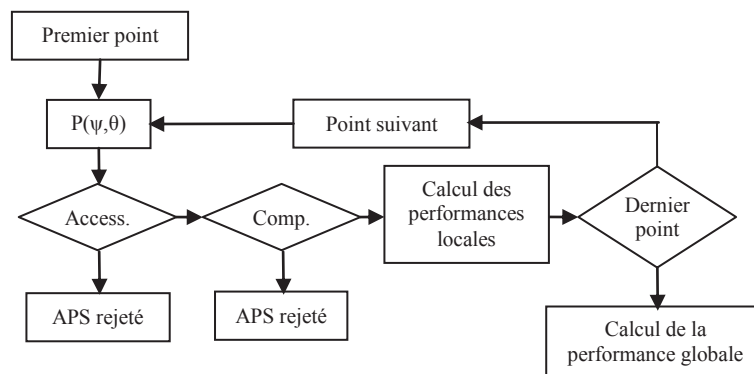 Premier point
P(ψ,θ)
Point suivant
Access.
Comp.
Calcul des
performances
locales
Dernier
point
APS rejeté
APS rejeté
Calcul de la
performance globale